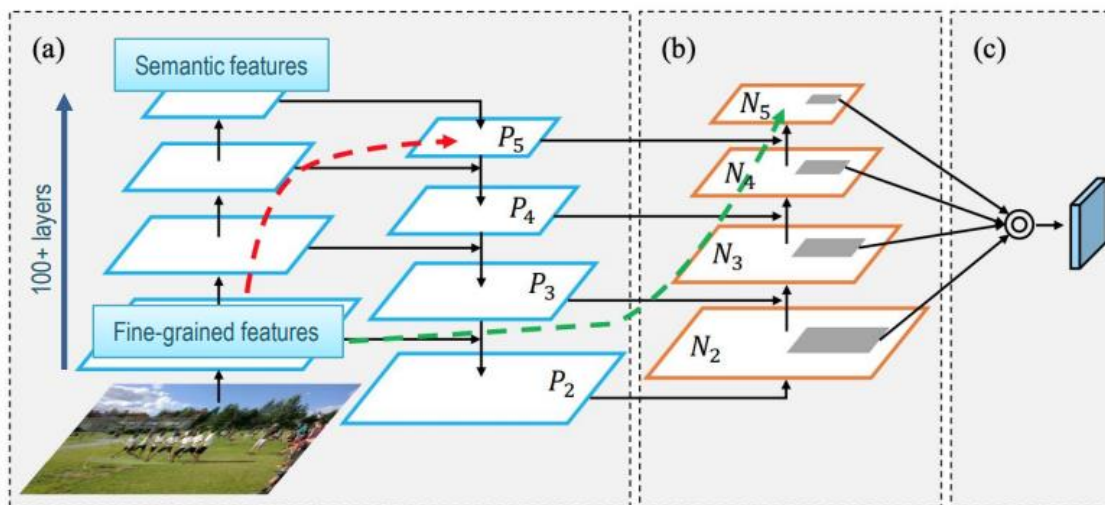 (a)
(b)
(c)
Semantic features
100+ layers
Fine-grained features
P5
P4
P3
P2
N5
N4
N3
N2